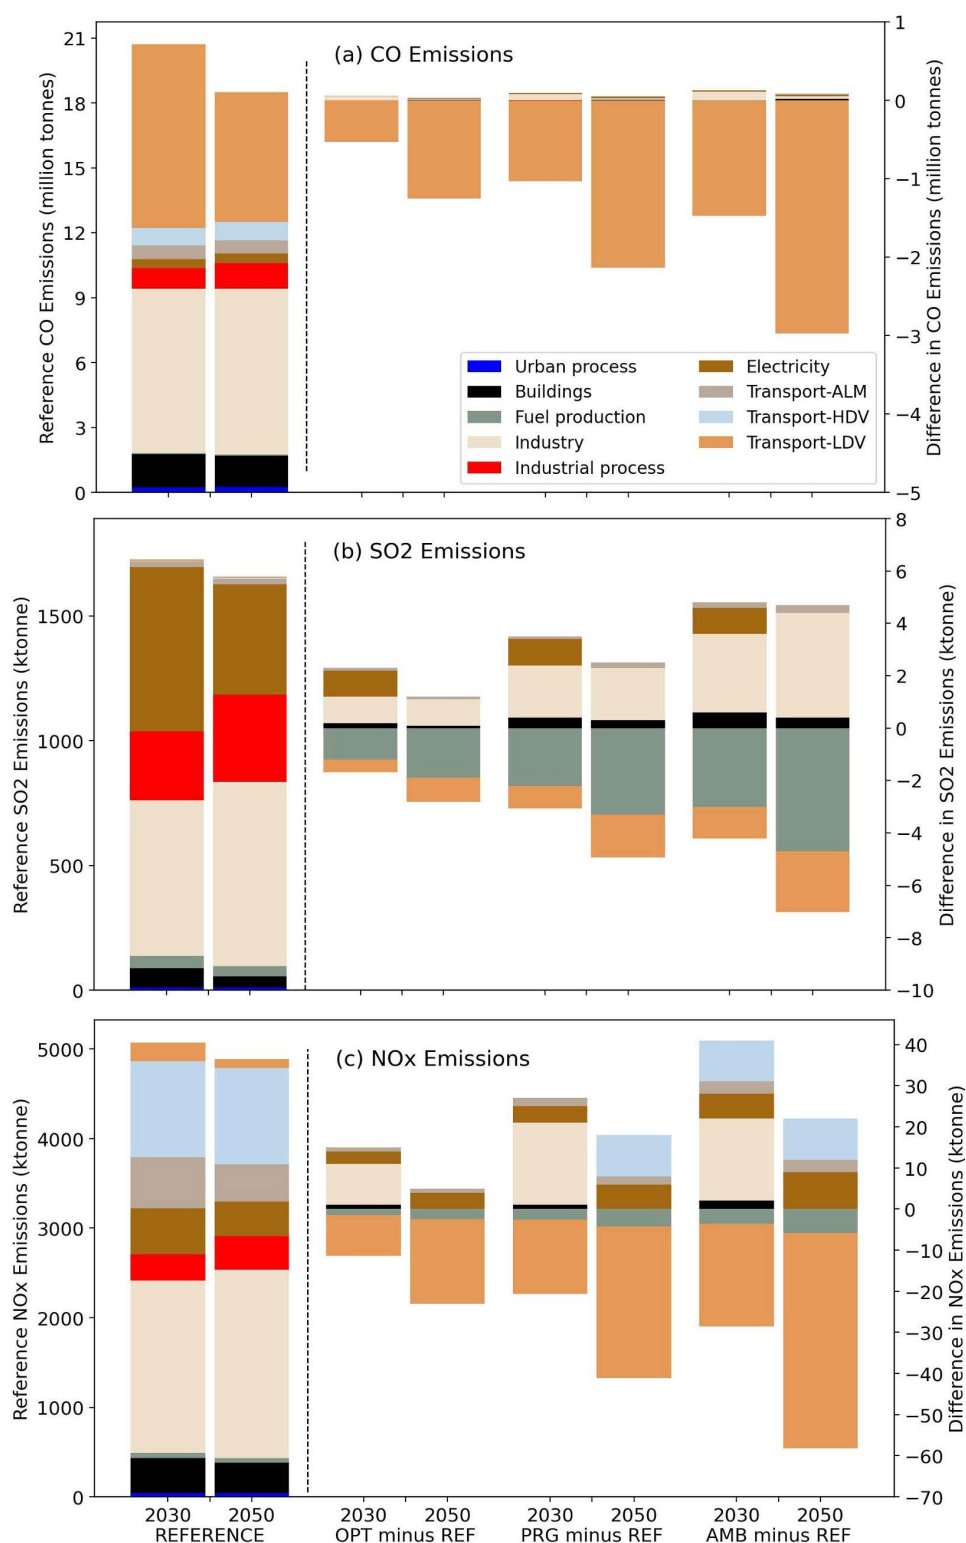 (a) CO Emissions
Reference CO Emissions (million tonnes)
21
18
15
12
9
6
3
0
Difference in CO Emissions (million tonnes)
1
0
−1
−2
−3
−4
−5
Urban process
Buildings
Fuel production
Industry
Industrial process
Electricity
Transport-ALM
Transport-HDV
Transport-LDV
(b) SO2 Emissions
Reference SO2 Emissions (ktonne)
1500
1000
500
0
Difference in SO2 Emissions (ktonne)
8
6
4
2
0
−2
−4
−6
−8
−10
(c) NOx Emissions
Reference NOx Emissions (ktonne)
5000
4000
3000
2000
1000
0
Difference in NOx Emissions (ktonne)
40
30
20
10
0
−10
−20
−30
−40
−50
−60
−70
2030 2050 2030 2050 2030 2050 2030 2050
REFERENCE OPT minus REF PRG minus REF AMB minus REF